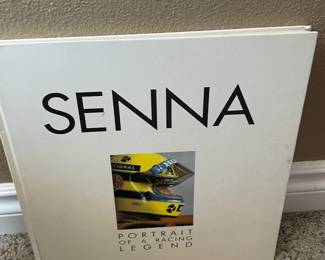 SENNA
PORTRAIT
OF A RACING
LEGEND